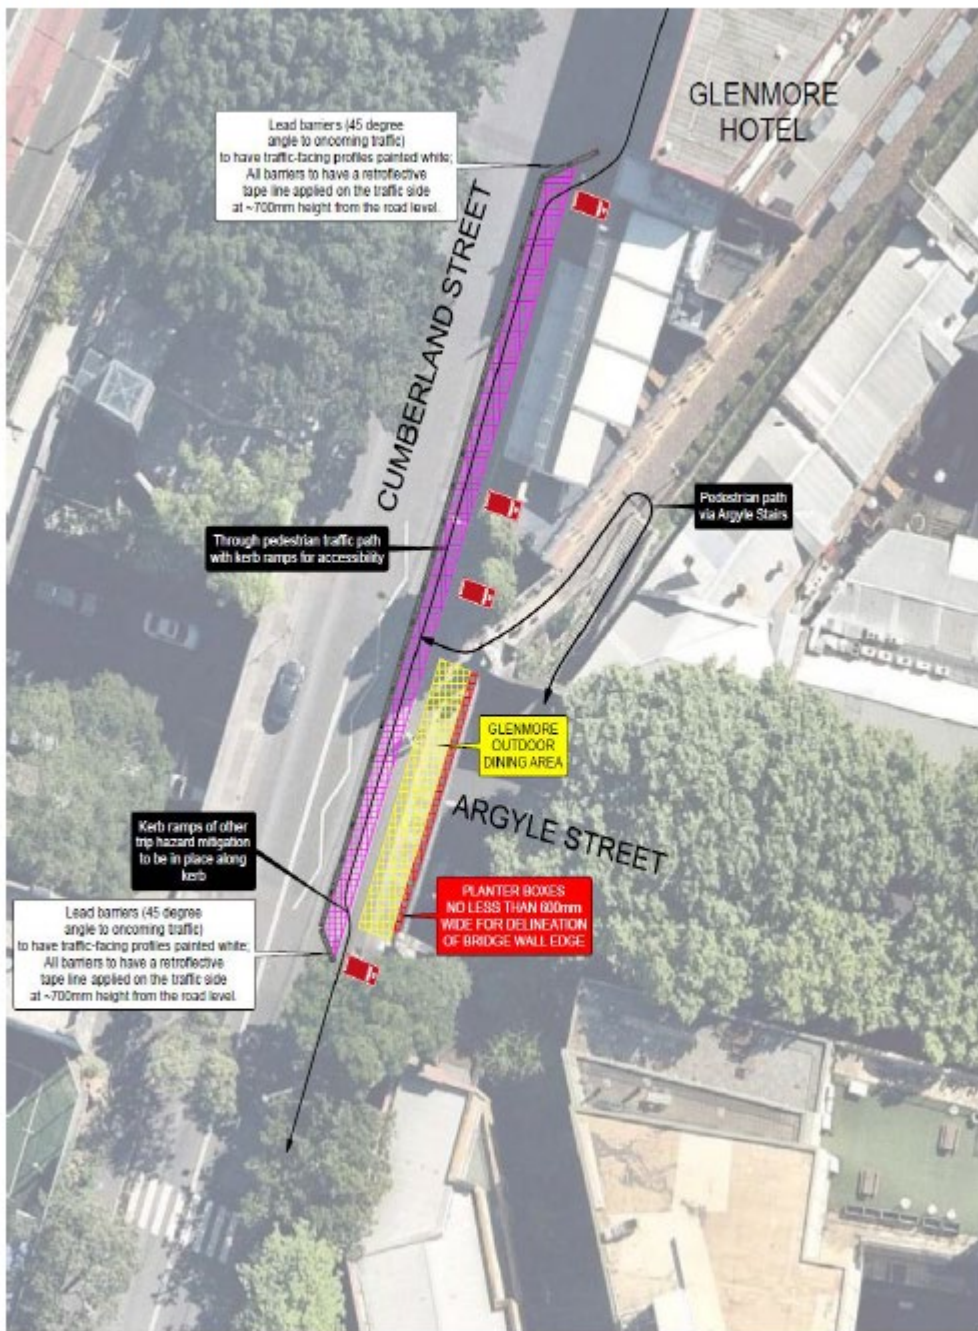 GLENMORE
HOTEL
Lead barriers (45 degree
angle to oncoming traffic)
to have traffic-facing profiles painted white;
All barriers to have a retroflective
tape line applied on the traffic side
at ~700mm height from the road level.
CUMBERLAND STREET
Pedestrian path
via Argyle Stairs
Through pedestrian traffic path
with kerb ramps for accessibility
GLENMORE
OUTDOOR
DINING AREA
ARGYLE STREET
Kerb ramps of other
trip hazard mitigation
to be in place along
kerb
PLANTER BOXES
NO LESS THAN 600mm
WIDE FOR DELINEATION
OF BRIDGE WALL EDGE
Lead barriers (45 degree
angle to oncoming traffic)
to have traffic-facing profiles painted white;
All barriers to have a retroflective
tape line applied on the traffic side
at ~700mm height from the road level.